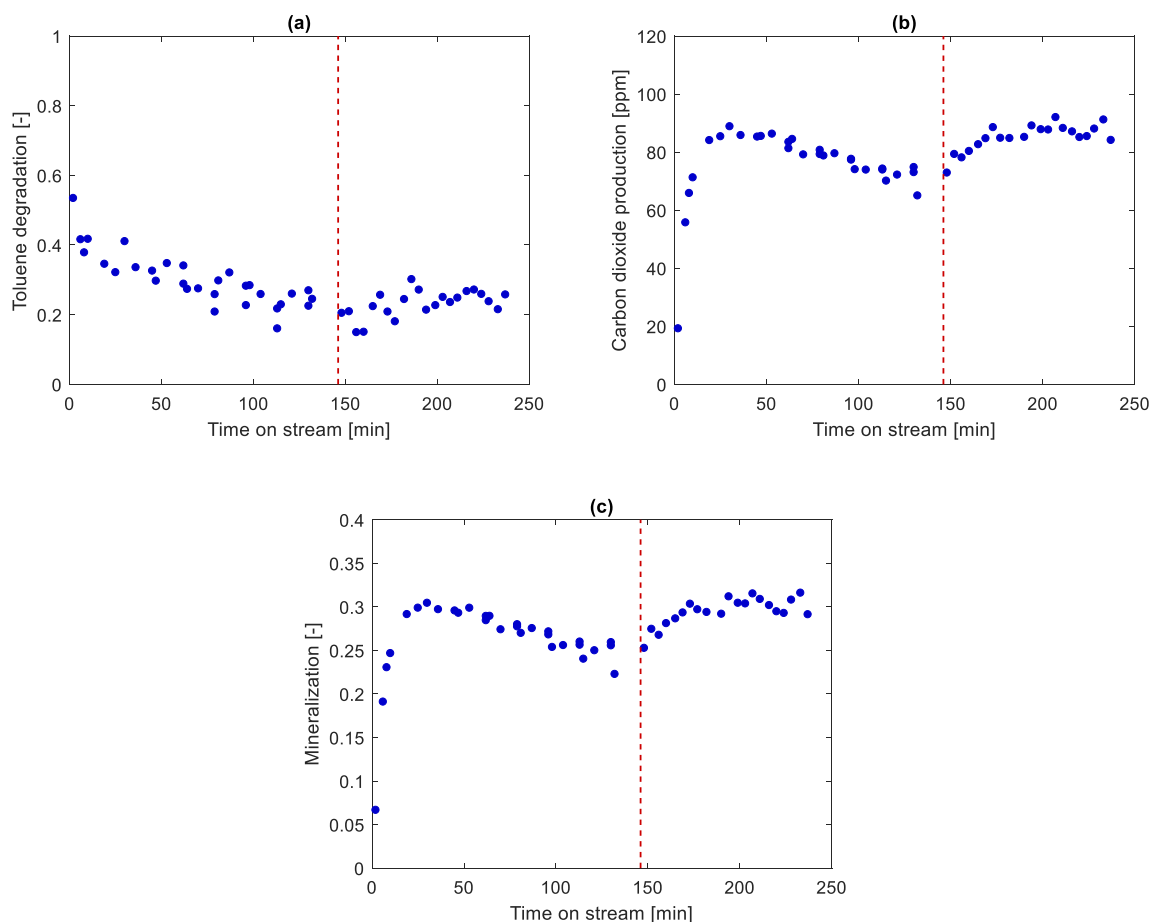 (a)
1
0.8
0.6
0.4
0.2
0
0 50 100 150 200 250
Toluene degradation [-]
Time on stream [min]
(b)
120
100
80
60
40
20
0
0 50 100 150 200 250
Carbon dioxide production [ppm]
Time on stream [min]
(c)
0.4
0.35
0.3
0.25
0.2
0.15
0.1
0.05
0
0 50 100 150 200 250
Mineralization [-]
Time on stream [min]